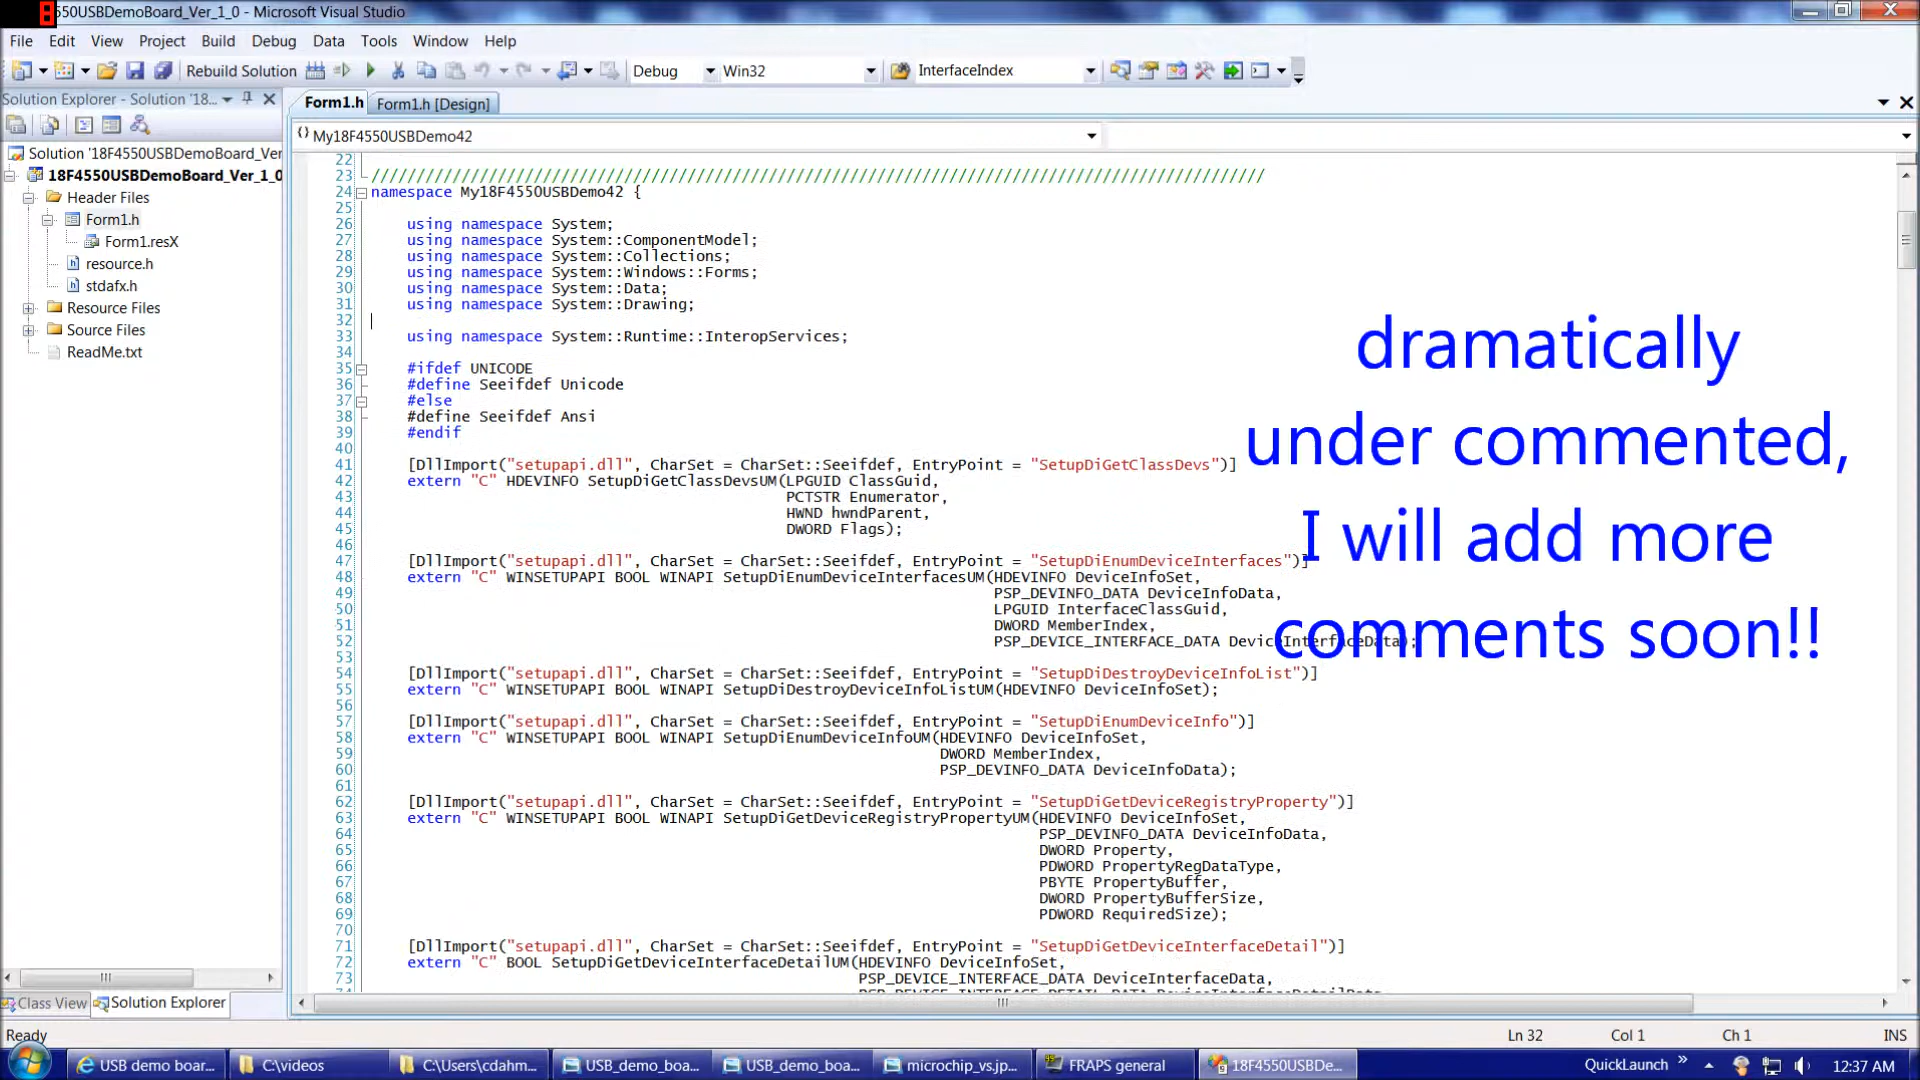 8
550USBDemoBoard_Ver_1_0 - Microsoft Visual Studio
File Edit View Project Build Debug Data Tools Window Help
Rebuild Solution Debug Win32 InterfaceIndex
Solution Explorer - Solution '18...
Form1.h Form1.h [Design]
My18F4550USBDemo42
Solution '18F4550USBDemoBoard_Ver
18F4550USBDemoBoard_Ver_1_0
Header Files
Form1.h
Form1.resX
resource.h
stdafx.h
Resource Files
Source Files
ReadMe.txt
22
23 ///////////////////////////////////////////////////////////////////////////////////////////////////
24 namespace My18F4550USBDemo42 {
25
26 using namespace System;
27 using namespace System::ComponentModel;
28 using namespace System::Collections;
29 using namespace System::Windows::Forms;
30 using namespace System::Data;
31 using namespace System::Drawing;
32
33 using namespace System::Runtime::InteropServices;
34
35 #ifdef UNICODE
36 #define Seeifdef Unicode
37 #else
38 #define Seeifdef Ansi
39 #endif
40
41 [DllImport("setupapi.dll", CharSet = CharSet::Seeifdef, EntryPoint = "SetupDiGetClassDevs")]
42 extern "C" HDEVINFO SetupDiGetClassDevsUM(LPGUID ClassGuid,
43 PCTSTR Enumerator,
44 HWND hwndParent,
45 DWORD Flags);
46
47 [DllImport("setupapi.dll", CharSet = CharSet::Seeifdef, EntryPoint = "SetupDiEnumDeviceInterfaces")]
48 extern "C" WINSETUPAPI BOOL WINAPI SetupDiEnumDeviceInterfacesUM(HDEVINFO DeviceInfoSet,
49 PSP_DEVINFO_DATA DeviceInfoData,
50 LPGUID InterfaceClassGuid,
51 DWORD MemberIndex,
52 PSP_DEVICE_INTERFACE_DATA DeviceInterfaceData);
53
54 [DllImport("setupapi.dll", CharSet = CharSet::Seeifdef, EntryPoint = "SetupDiDestroyDeviceInfoList")]
55 extern "C" WINSETUPAPI BOOL WINAPI SetupDiDestroyDeviceInfoListUM(HDEVINFO DeviceInfoSet);
56
57 [DllImport("setupapi.dll", CharSet = CharSet::Seeifdef, EntryPoint = "SetupDiEnumDeviceInfo")]
58 extern "C" WINSETUPAPI BOOL WINAPI SetupDiEnumDeviceInfoUM(HDEVINFO DeviceInfoSet,
59 DWORD MemberIndex,
60 PSP_DEVINFO_DATA DeviceInfoData);
61
62 [DllImport("setupapi.dll", CharSet = CharSet::Seeifdef, EntryPoint = "SetupDiGetDeviceRegistryProperty")]
63 extern "C" WINSETUPAPI BOOL WINAPI SetupDiGetDeviceRegistryPropertyUM(HDEVINFO DeviceInfoSet,
64 PSP_DEVINFO_DATA DeviceInfoData,
65 DWORD Property,
66 PDWORD PropertyRegDataType,
67 PBYTE PropertyBuffer,
68 DWORD PropertyBufferSize,
69 PDWORD RequiredSize);
70
71 [DllImport("setupapi.dll", CharSet = CharSet::Seeifdef, EntryPoint = "SetupDiGetDeviceInterfaceDetail")]
72 extern "C" BOOL SetupDiGetDeviceInterfaceDetailUM(HDEVINFO DeviceInfoSet,
73 PSP_DEVICE_INTERFACE_DATA DeviceInterfaceData,
dramatically
under commented,
I will add more
comments soon!!
Class View Solution Explorer
Ready Ln 32 Col 1 Ch 1 INS
USB demo boar... C:\videos C:\Users\cdahm... USB_demo_boa... USB_demo_boa... microchip_vs.jp... FRAPS general 18F4550USBDe... QuickLaunch 12:37 AM